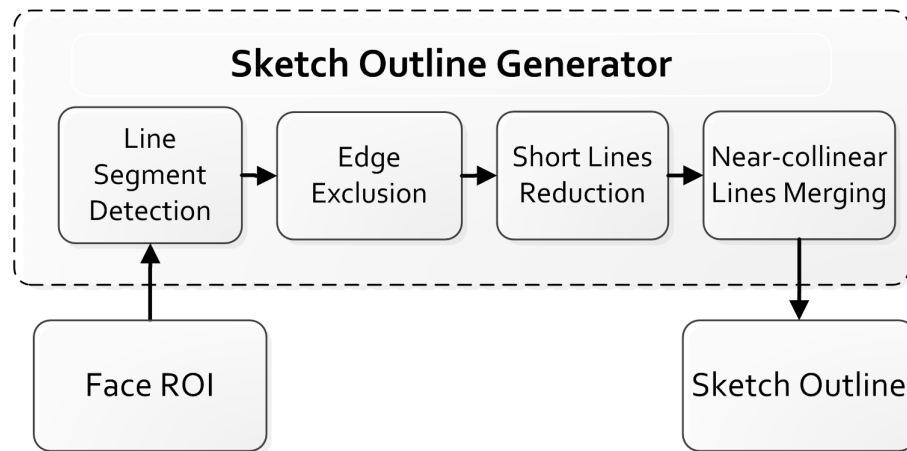 Sketch Outline Generator
Line
Segment
Detection
Edge
Exclusion
Short Lines
Reduction
Near-collinear
Lines Merging
Face ROI
Sketch Outline